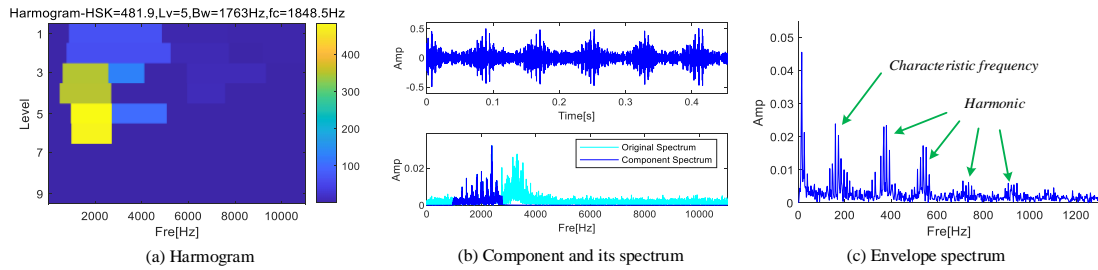 Harmogram-HSK=481.9,Lv=5,Bw=1763Hz,fc=1848.5Hz
Level
1
3
5
7
9
2000 4000 6000 8000 10000
Fre[Hz]
400
300
200
100
(a) Harmogram
Amp
0.5
0
-0.5
0 0.1 0.2 0.3 0.4
Time[s]
Amp
0.02
0
Original Spectrum
Component Spectrum
0 2000 4000 6000 8000 10000
Fre[Hz]
(b) Component and its spectrum
Amp
0.05
0.04
0.03
0.02
0.01
0
Characteristic frequency
Harmonic
0 200 400 600 800 1000 1200
Fre[Hz]
(c) Envelope spectrum